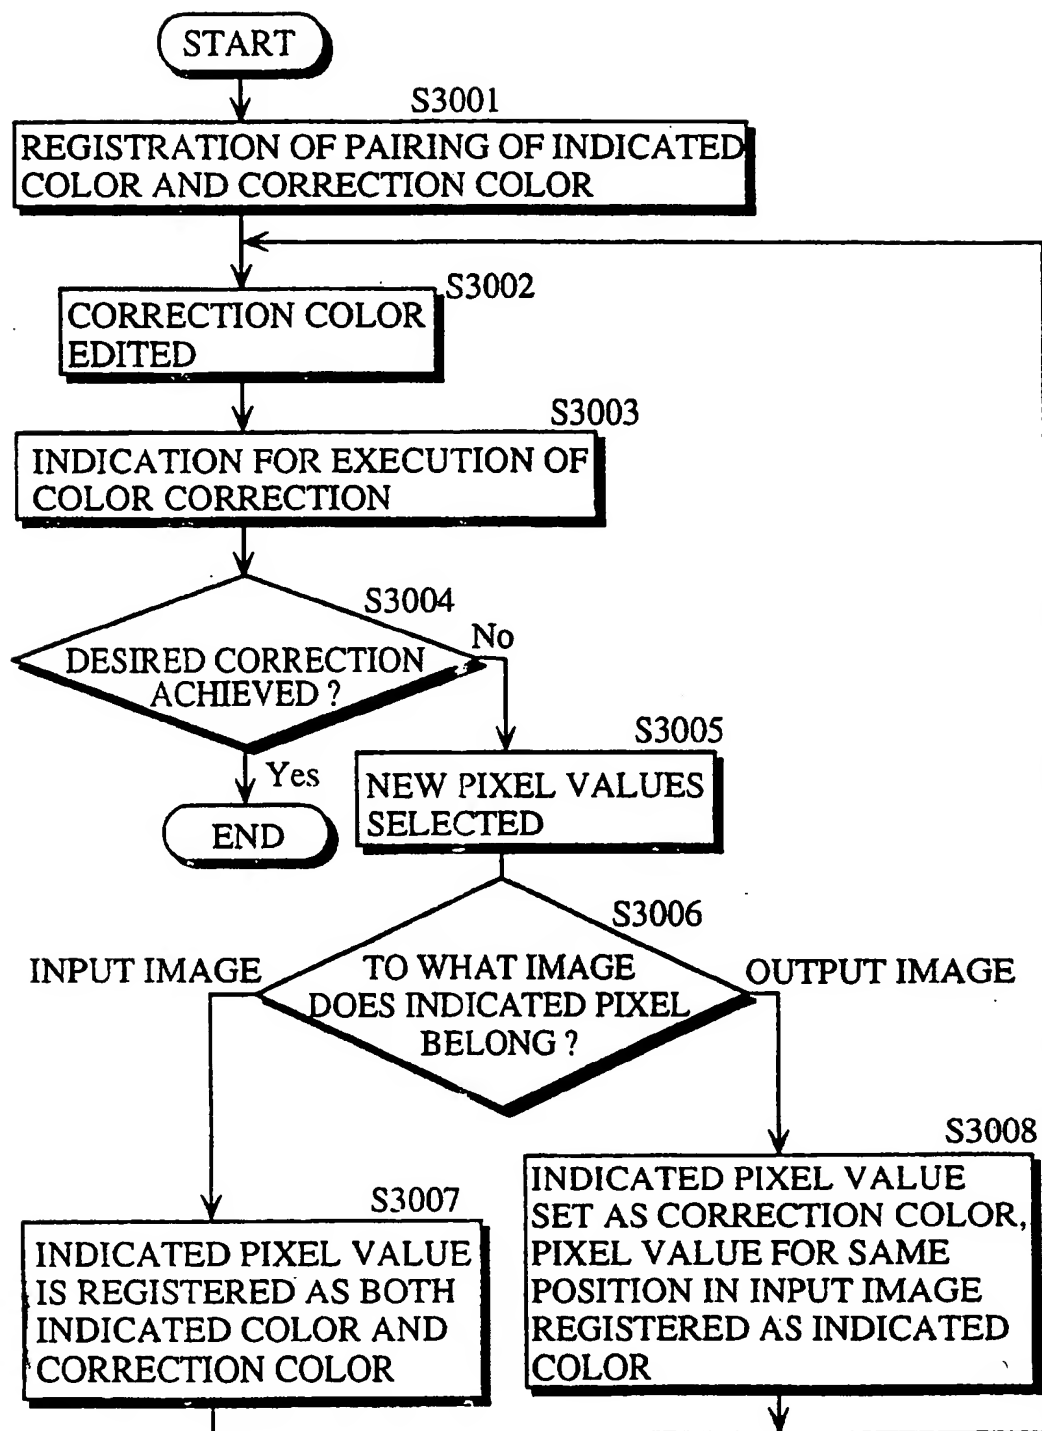 START
S3001
REGISTRATION OF PAIRING OF INDICATED
COLOR AND CORRECTION COLOR
S3002
CORRECTION COLOR
EDITED
S3003
INDICATION FOR EXECUTION OF
COLOR CORRECTION
S3004
DESIRED CORRECTION
ACHIEVED ?
No
Yes
END
S3005
NEW PIXEL VALUES
SELECTED
S3006
TO WHAT IMAGE
DOES INDICATED PIXEL
BELONG ?
INPUT IMAGE
OUTPUT IMAGE
S3007
INDICATED PIXEL VALUE
IS REGISTERED AS BOTH
INDICATED COLOR AND
CORRECTION COLOR
S3008
INDICATED PIXEL VALUE
SET AS CORRECTION COLOR,
PIXEL VALUE FOR SAME
POSITION IN INPUT IMAGE
REGISTERED AS INDICATED
COLOR